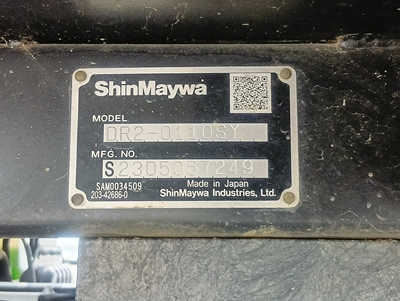 ShinMaywa
MODEL
DR2-0110SY
MFG. NO.
S2305057249
SAM0034509
Made in Japan
203-42686-0
ShinMaywa Industries, Ltd.